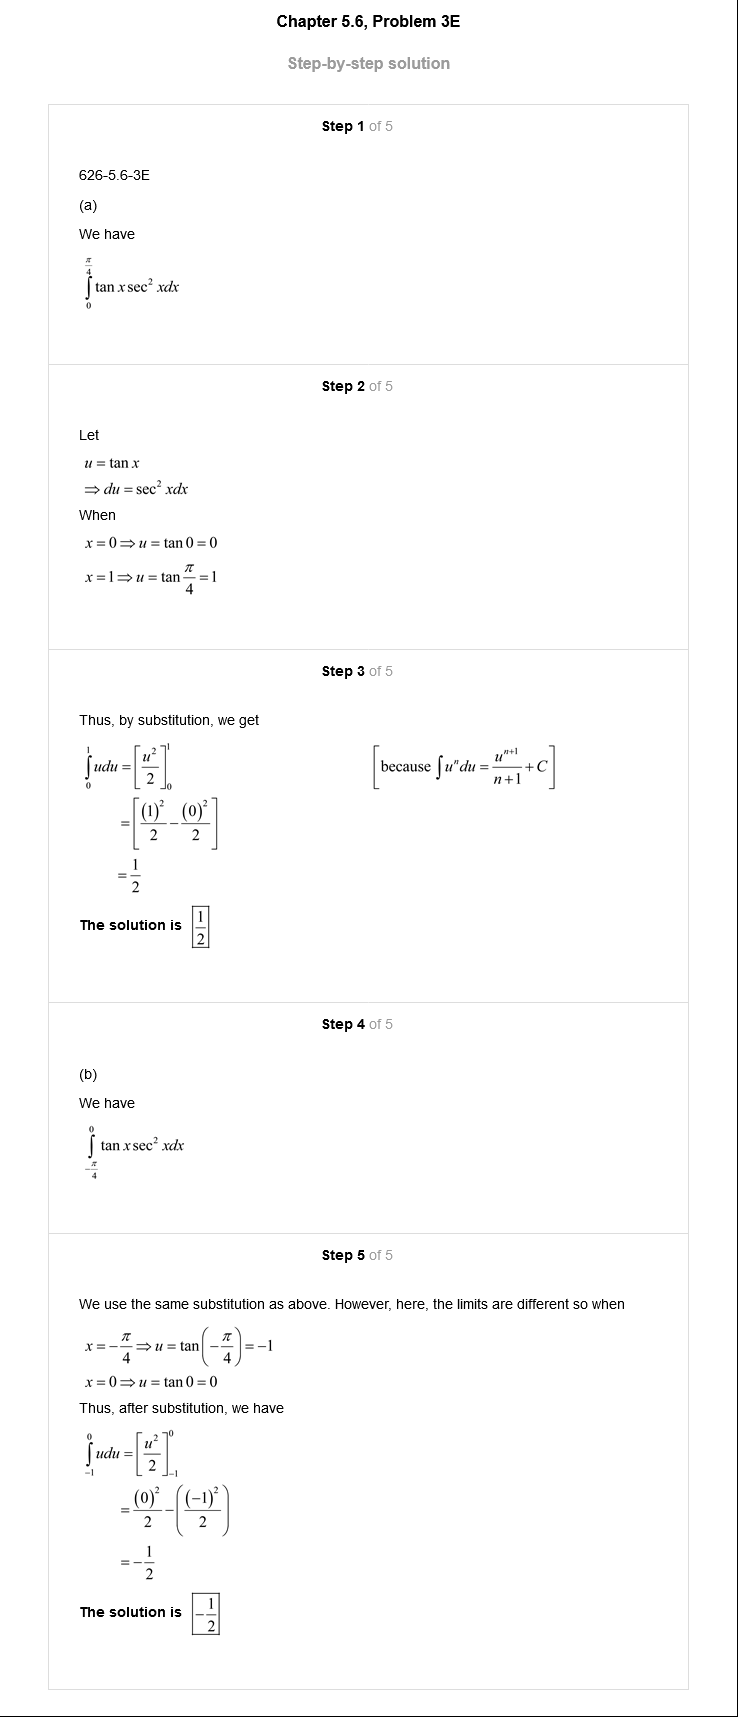 Chapter 5.6, Problem 3E
Step-by-step solution
Step 1 of 5
626-5.6-3E
(a)
We have
$\int_{0}^{\frac{\pi}{4}} \tan x \sec^2 x dx$
Step 2 of 5
Let
$u = \tan x$
$\Rightarrow du = \sec^2 x dx$
When
$x = 0 \Rightarrow u = \tan 0 = 0$
$x = 1 \Rightarrow u = \tan \frac{\pi}{4} = 1$
Step 3 of 5
Thus, by substitution, we get
$\int_{0}^{1} u du = \left[ \frac{u^2}{2} \right]_{0}^{1}$ $\left[ \text{because } \int u^n du = \frac{u^{n+1}}{n+1} + C \right]$
$= \left[ \frac{(1)^2}{2} - \frac{(0)^2}{2} \right]$
$= \frac{1}{2}$
The solution is $\boxed{\frac{1}{2}}$
Step 4 of 5
(b)
We have
$\int_{-\frac{\pi}{4}}^{0} \tan x \sec^2 x dx$
Step 5 of 5
We use the same substitution as above. However, here, the limits are different so when
$x = -\frac{\pi}{4} \Rightarrow u = \tan \left( -\frac{\pi}{4} \right) = -1$
$x = 0 \Rightarrow u = \tan 0 = 0$
Thus, after substitution, we have
$\int_{-1}^{0} u du = \left[ \frac{u^2}{2} \right]_{-1}^{0}$
$= \frac{(0)^2}{2} - \left( \frac{(-1)^2}{2} \right)$
$= -\frac{1}{2}$
The solution is $\boxed{-\frac{1}{2}}$